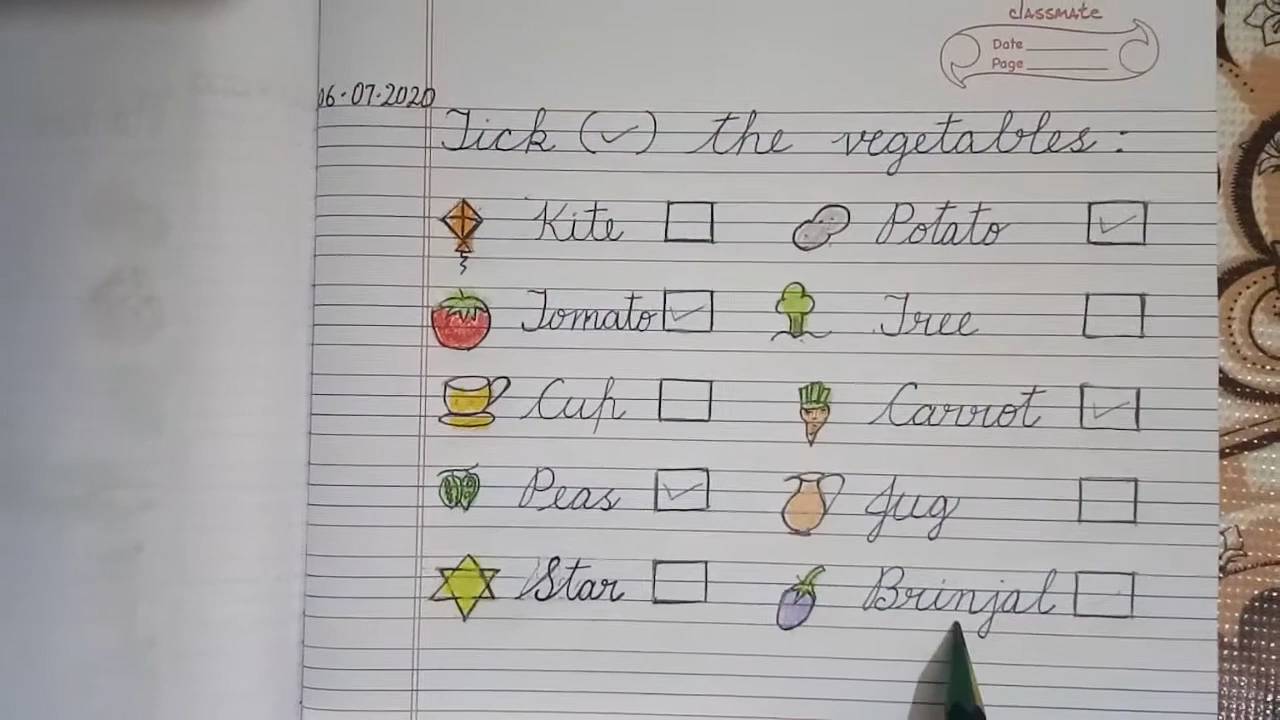 classmate
Date
Page
06.07.2020
Tick (✓) the vegetables:
Kite Potato ✓
Tomato ✓ Tree
Cup Carrot ✓
Peas ✓ Jug
Star Brinjal